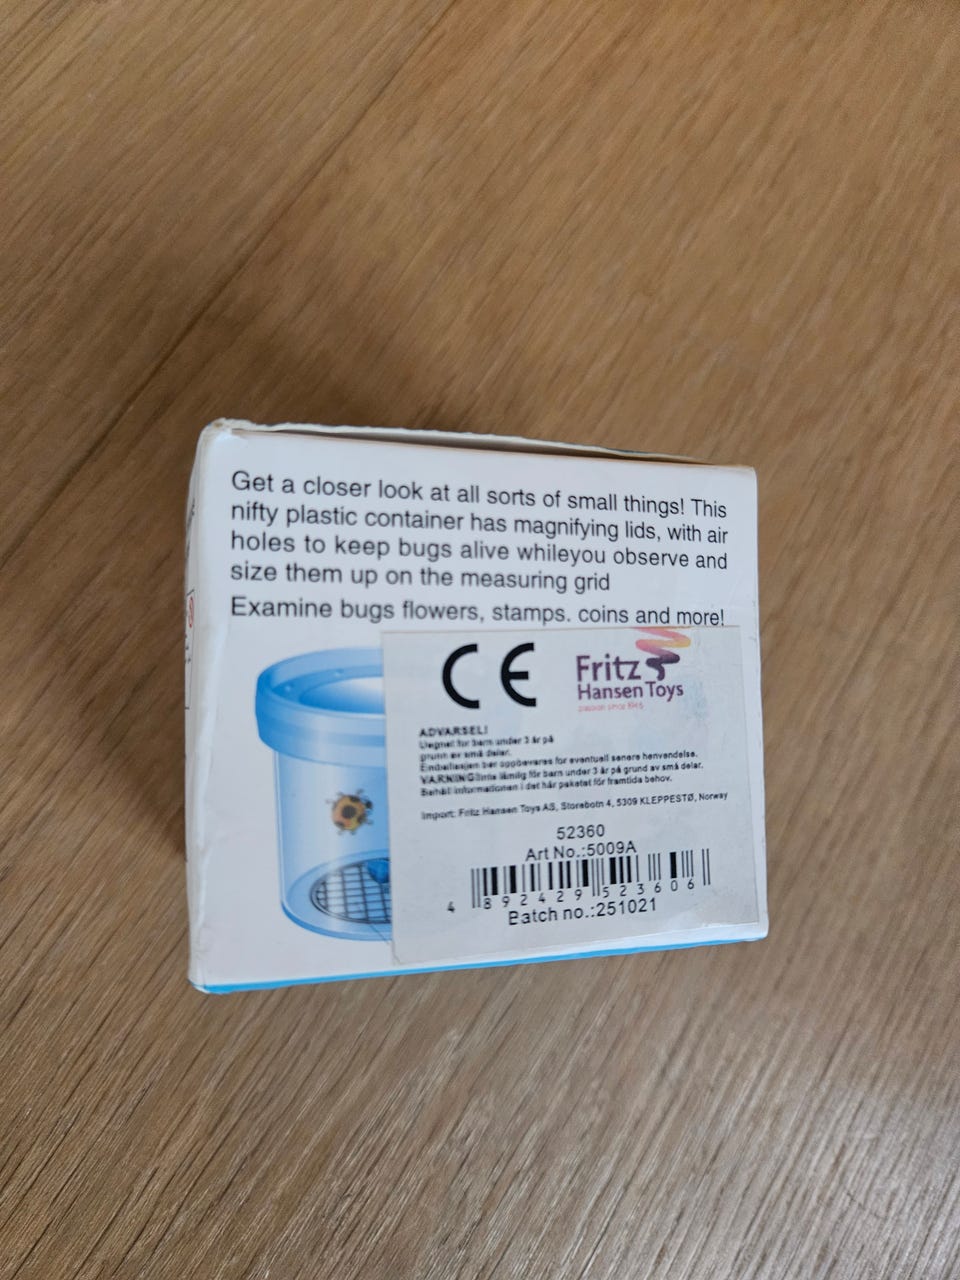 Get a closer look at all sorts of small things! This
nifty plastic container has magnifying lids, with air
holes to keep bugs alive whileyou observe and
size them up on the measuring grid
Examine bugs flowers, stamps. coins and more!
CE
Fritz
Hansen Toys
passion since
ADVARSEL!
Uegnet for barn under 3 år på
grunn av små delar.
Emballasjen bør oppbevares for eventuell senere henvendelse.
VARNING!Inte lämlig för barn under 3 år på grund av små delar.
Behåll informationen i det här paketet för framtida behov.
Import: Fritz Hansen Toys AS, Storebotn 4, 5309 KLEPPESTØ, Norway
52360
Art No.:5009A
4 892429 523606
Batch no.:251021